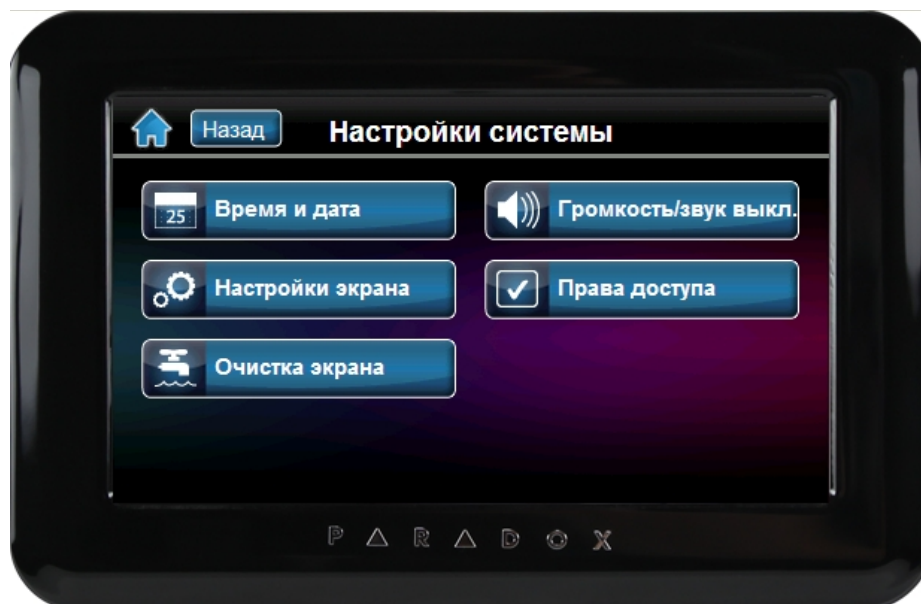 Назад
Настройки системы
25
Время и дата
Громкость/звук выкл.
Настройки экрана
Права доступа
Очистка экрана
PARADOX